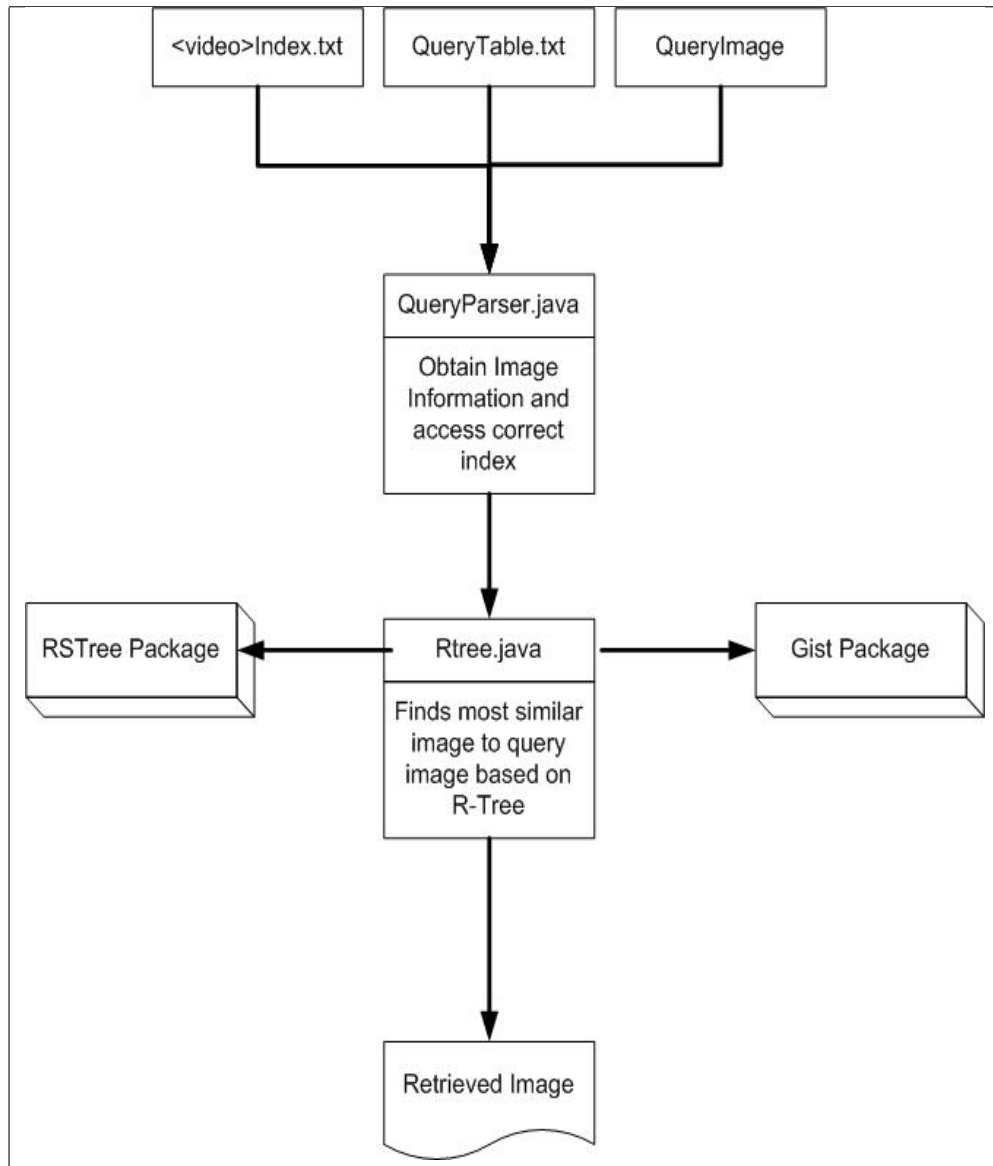 <video>Index.txt
QueryTable.txt
QueryImage
QueryParser.java
Obtain Image
Information and
access correct
index
RSTree Package
Rtree.java
Gist Package
Finds most similar
image to query
image based on
R-Tree
Retrieved Image